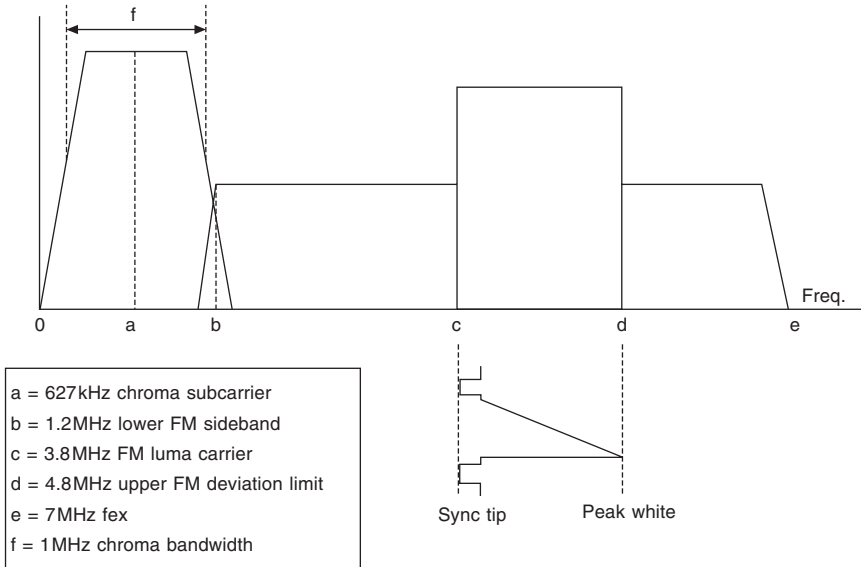 f
Freq.
0 a b c d e
a = 627kHz chroma subcarrier
b = 1.2MHz lower FM sideband
c = 3.8MHz FM luma carrier
d = 4.8MHz upper FM deviation limit
e = 7MHz fex
f = 1MHz chroma bandwidth
Sync tip Peak white